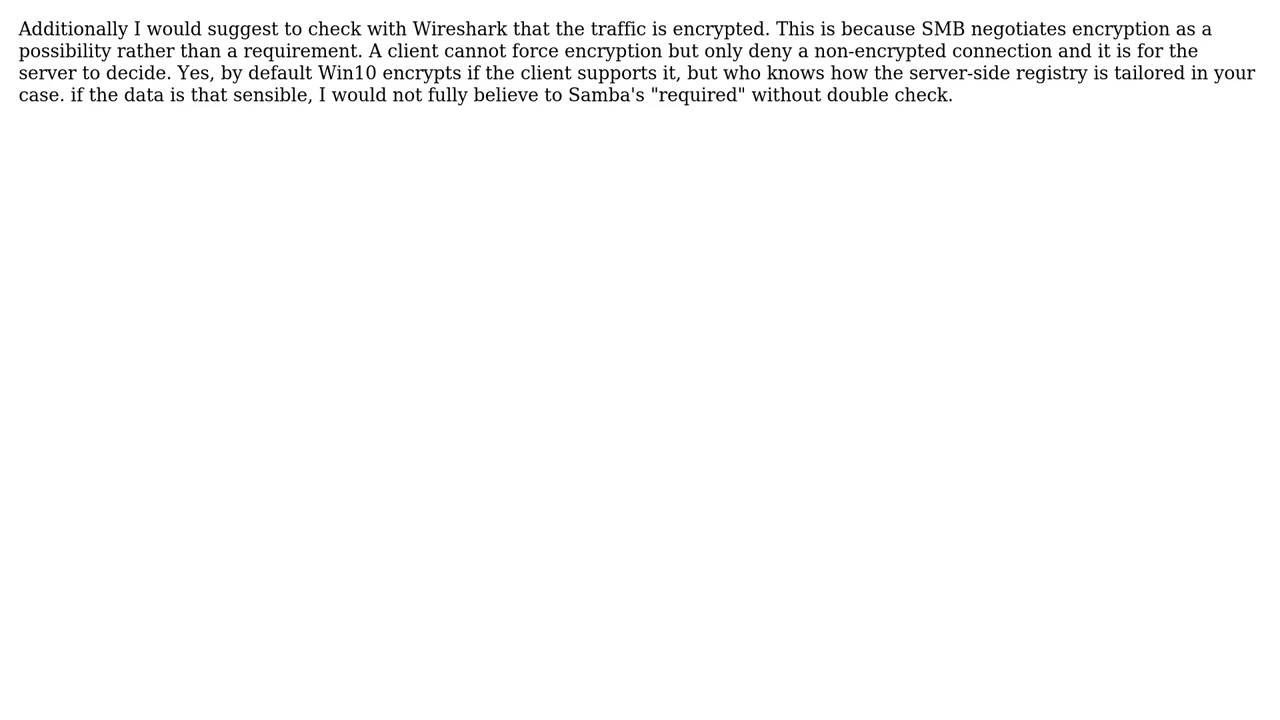 Additionally I would suggest to check with Wireshark that the traffic is encrypted. This is because SMB negotiates encryption as a
possibility rather than a requirement. A client cannot force encryption but only deny a non-encrypted connection and it is for the
server to decide. Yes, by default Win10 encrypts if the client supports it, but who knows how the server-side registry is tailored in your
case. if the data is that sensible, I would not fully believe to Samba's "required" without double check.